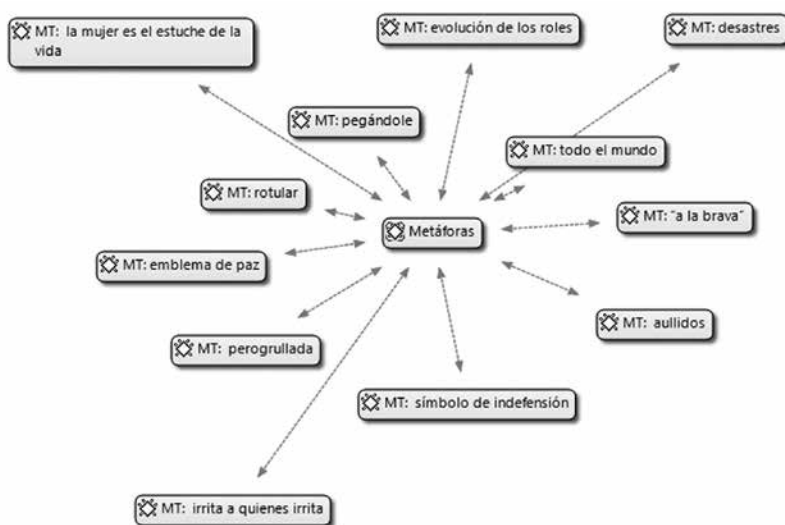 MT: la mujer es el estuche de la
vida
MT: evolución de los roles
MT: desastres
MT: pegándole
MT: todo el mundo
MT: rotular
MT: "a la brava"
Metáforas
MT: emblema de paz
MT: aullidos
MT: perogrullada
MT: símbolo de indefensión
MT: irrita a quienes irrita